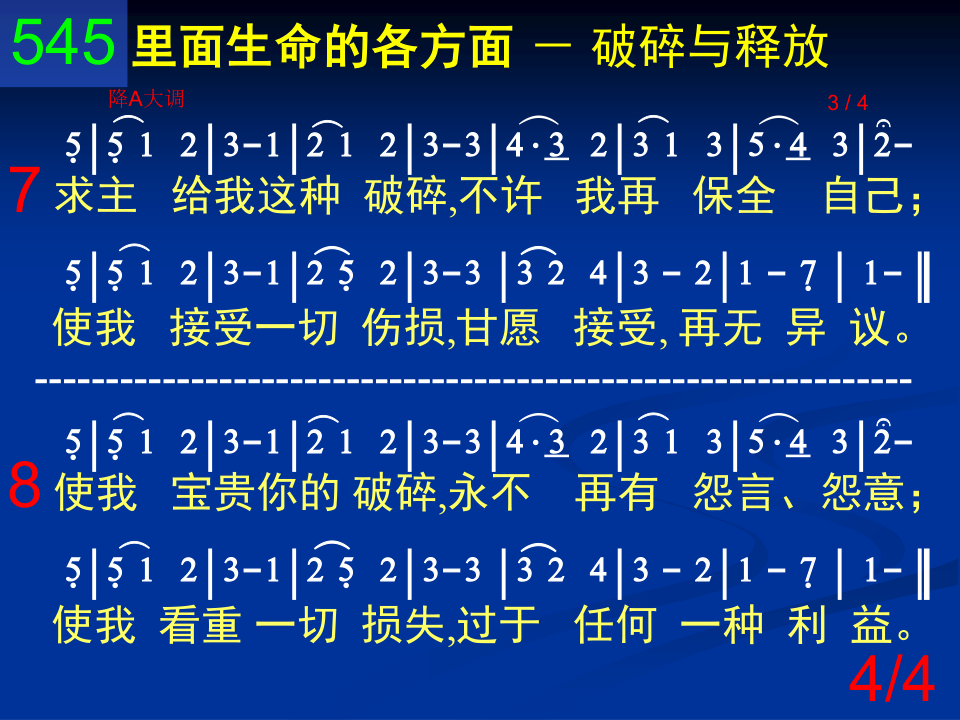 545 里面生命的各方面 － 破碎与释放
降A大调 3 / 4
5|5 1 2|3-1|2 1 2|3-3|4·3 2|3 1 3|5·4 3|2-
7 求主 给我这种 破碎,不许 我再 保全 自己；
5|5 1 2|3-1|2 5 2|3-3|3 2 4|3-2|1-7|1-‖
使我 接受一切 伤损,甘愿 接受, 再无 异 议。
------------------------------------------------------------
5|5 1 2|3-1|2 1 2|3-3|4·3 2|3 1 3|5·4 3|2-
8 使我 宝贵你的 破碎,永不 再有 怨言、怨意；
5|5 1 2|3-1|2 5 2|3-3|3 2 4|3-2|1-7|1-‖
使我 看重 一切 损失,过于 任何 一种 利 益。
4/4